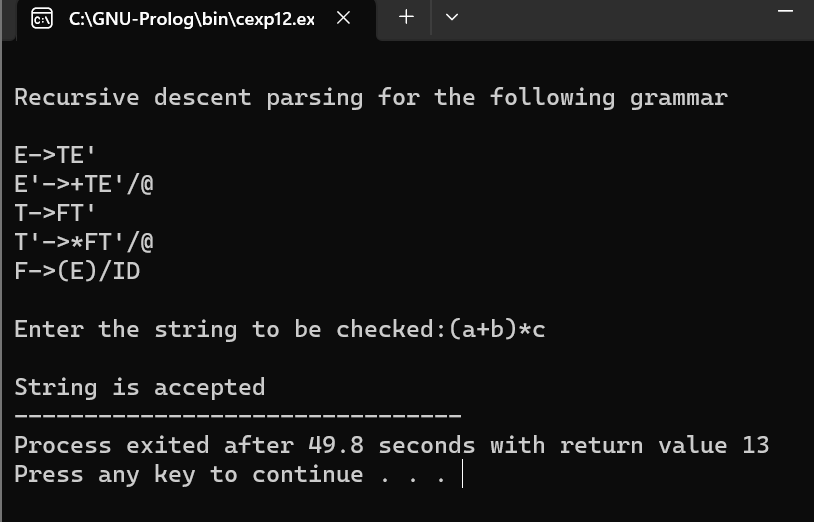 C:\GNU-Prolog\bin\cexp12.ex
Recursive descent parsing for the following grammar
E->TE'
E'->+TE'/@
T->FT'
T'->*FT'/@
F->(E)/ID
Enter the string to be checked:(a+b)*c
String is accepted
--------------------------------
Process exited after 49.8 seconds with return value 13
Press any key to continue . . .